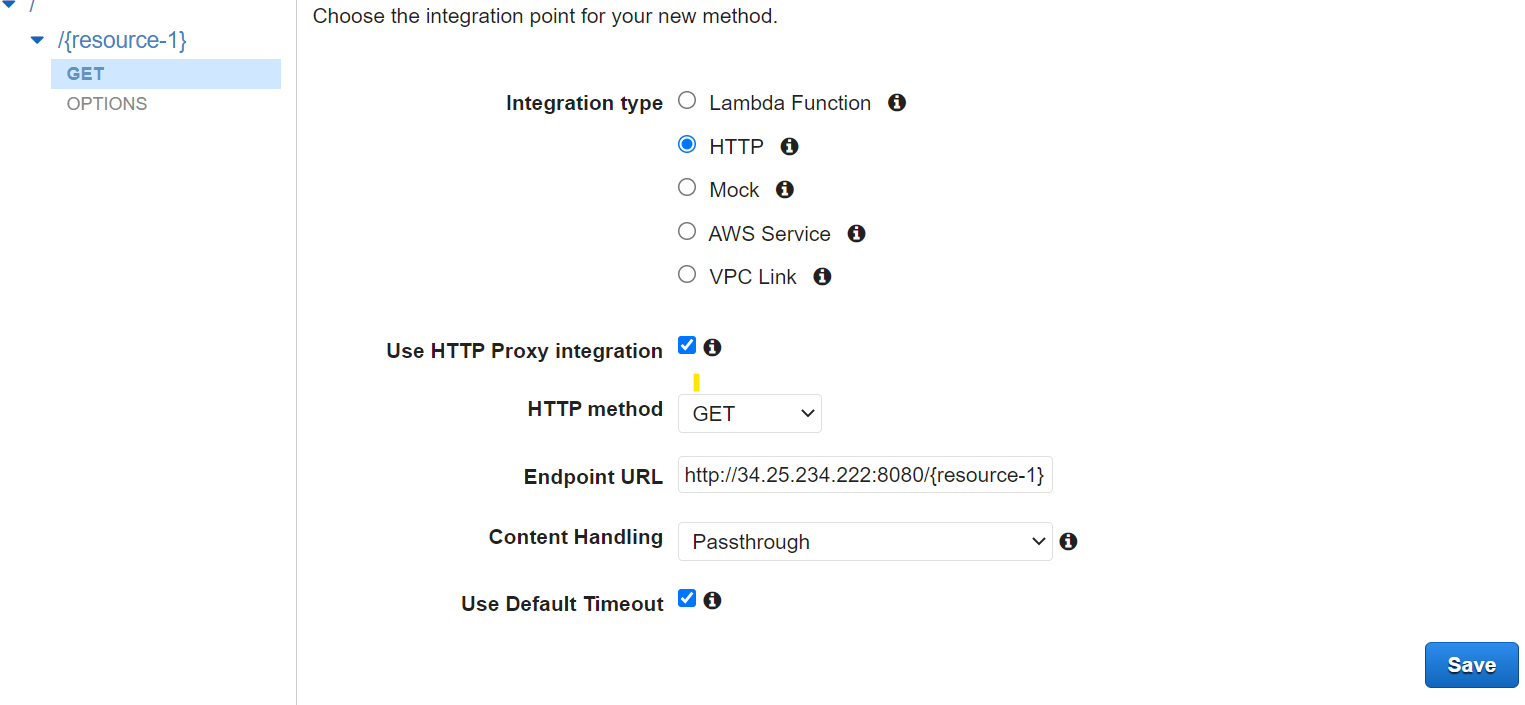 /
Choose the integration point for your new method.
/{resource-1}
GET
OPTIONS
Integration type
Lambda Function
HTTP
Mock
AWS Service
VPC Link
Use HTTP Proxy integration
HTTP method
GET
Endpoint URL
http://34.25.234.222:8080/{resource-1}
Content Handling
Passthrough
Use Default Timeout
Save